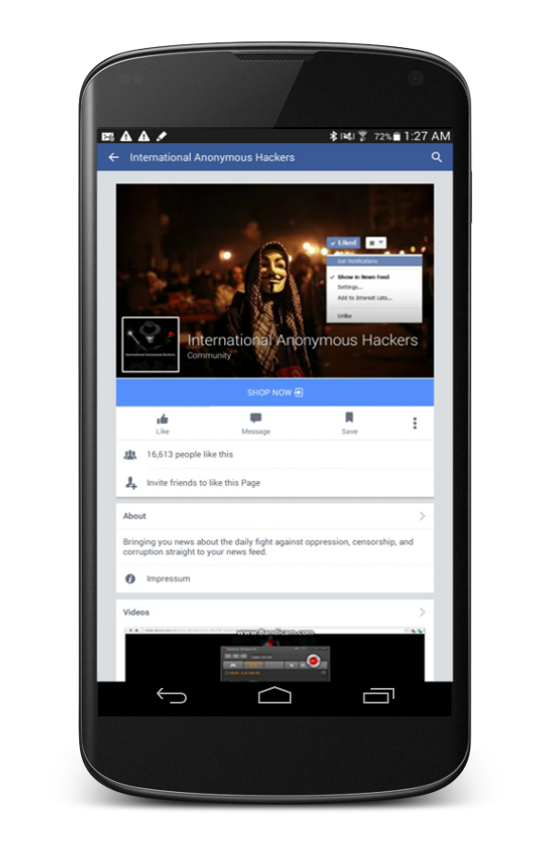 72% 1:27 AM
International Anonymous Hackers
✓ Liked
Get Notifications
✓ Show in News Feed
Settings...
Add to Interest Lists...
Unlike
International Anonymous Hackers
Community
SHOP NOW
Like Message Save
16,613 people like this
Invite friends to like this Page
About
Bringing you news about the daily fight against oppression, censorship, and
corruption straight to your news feed.
Impressum
Videos
www.Bandicam.com
00:00:00